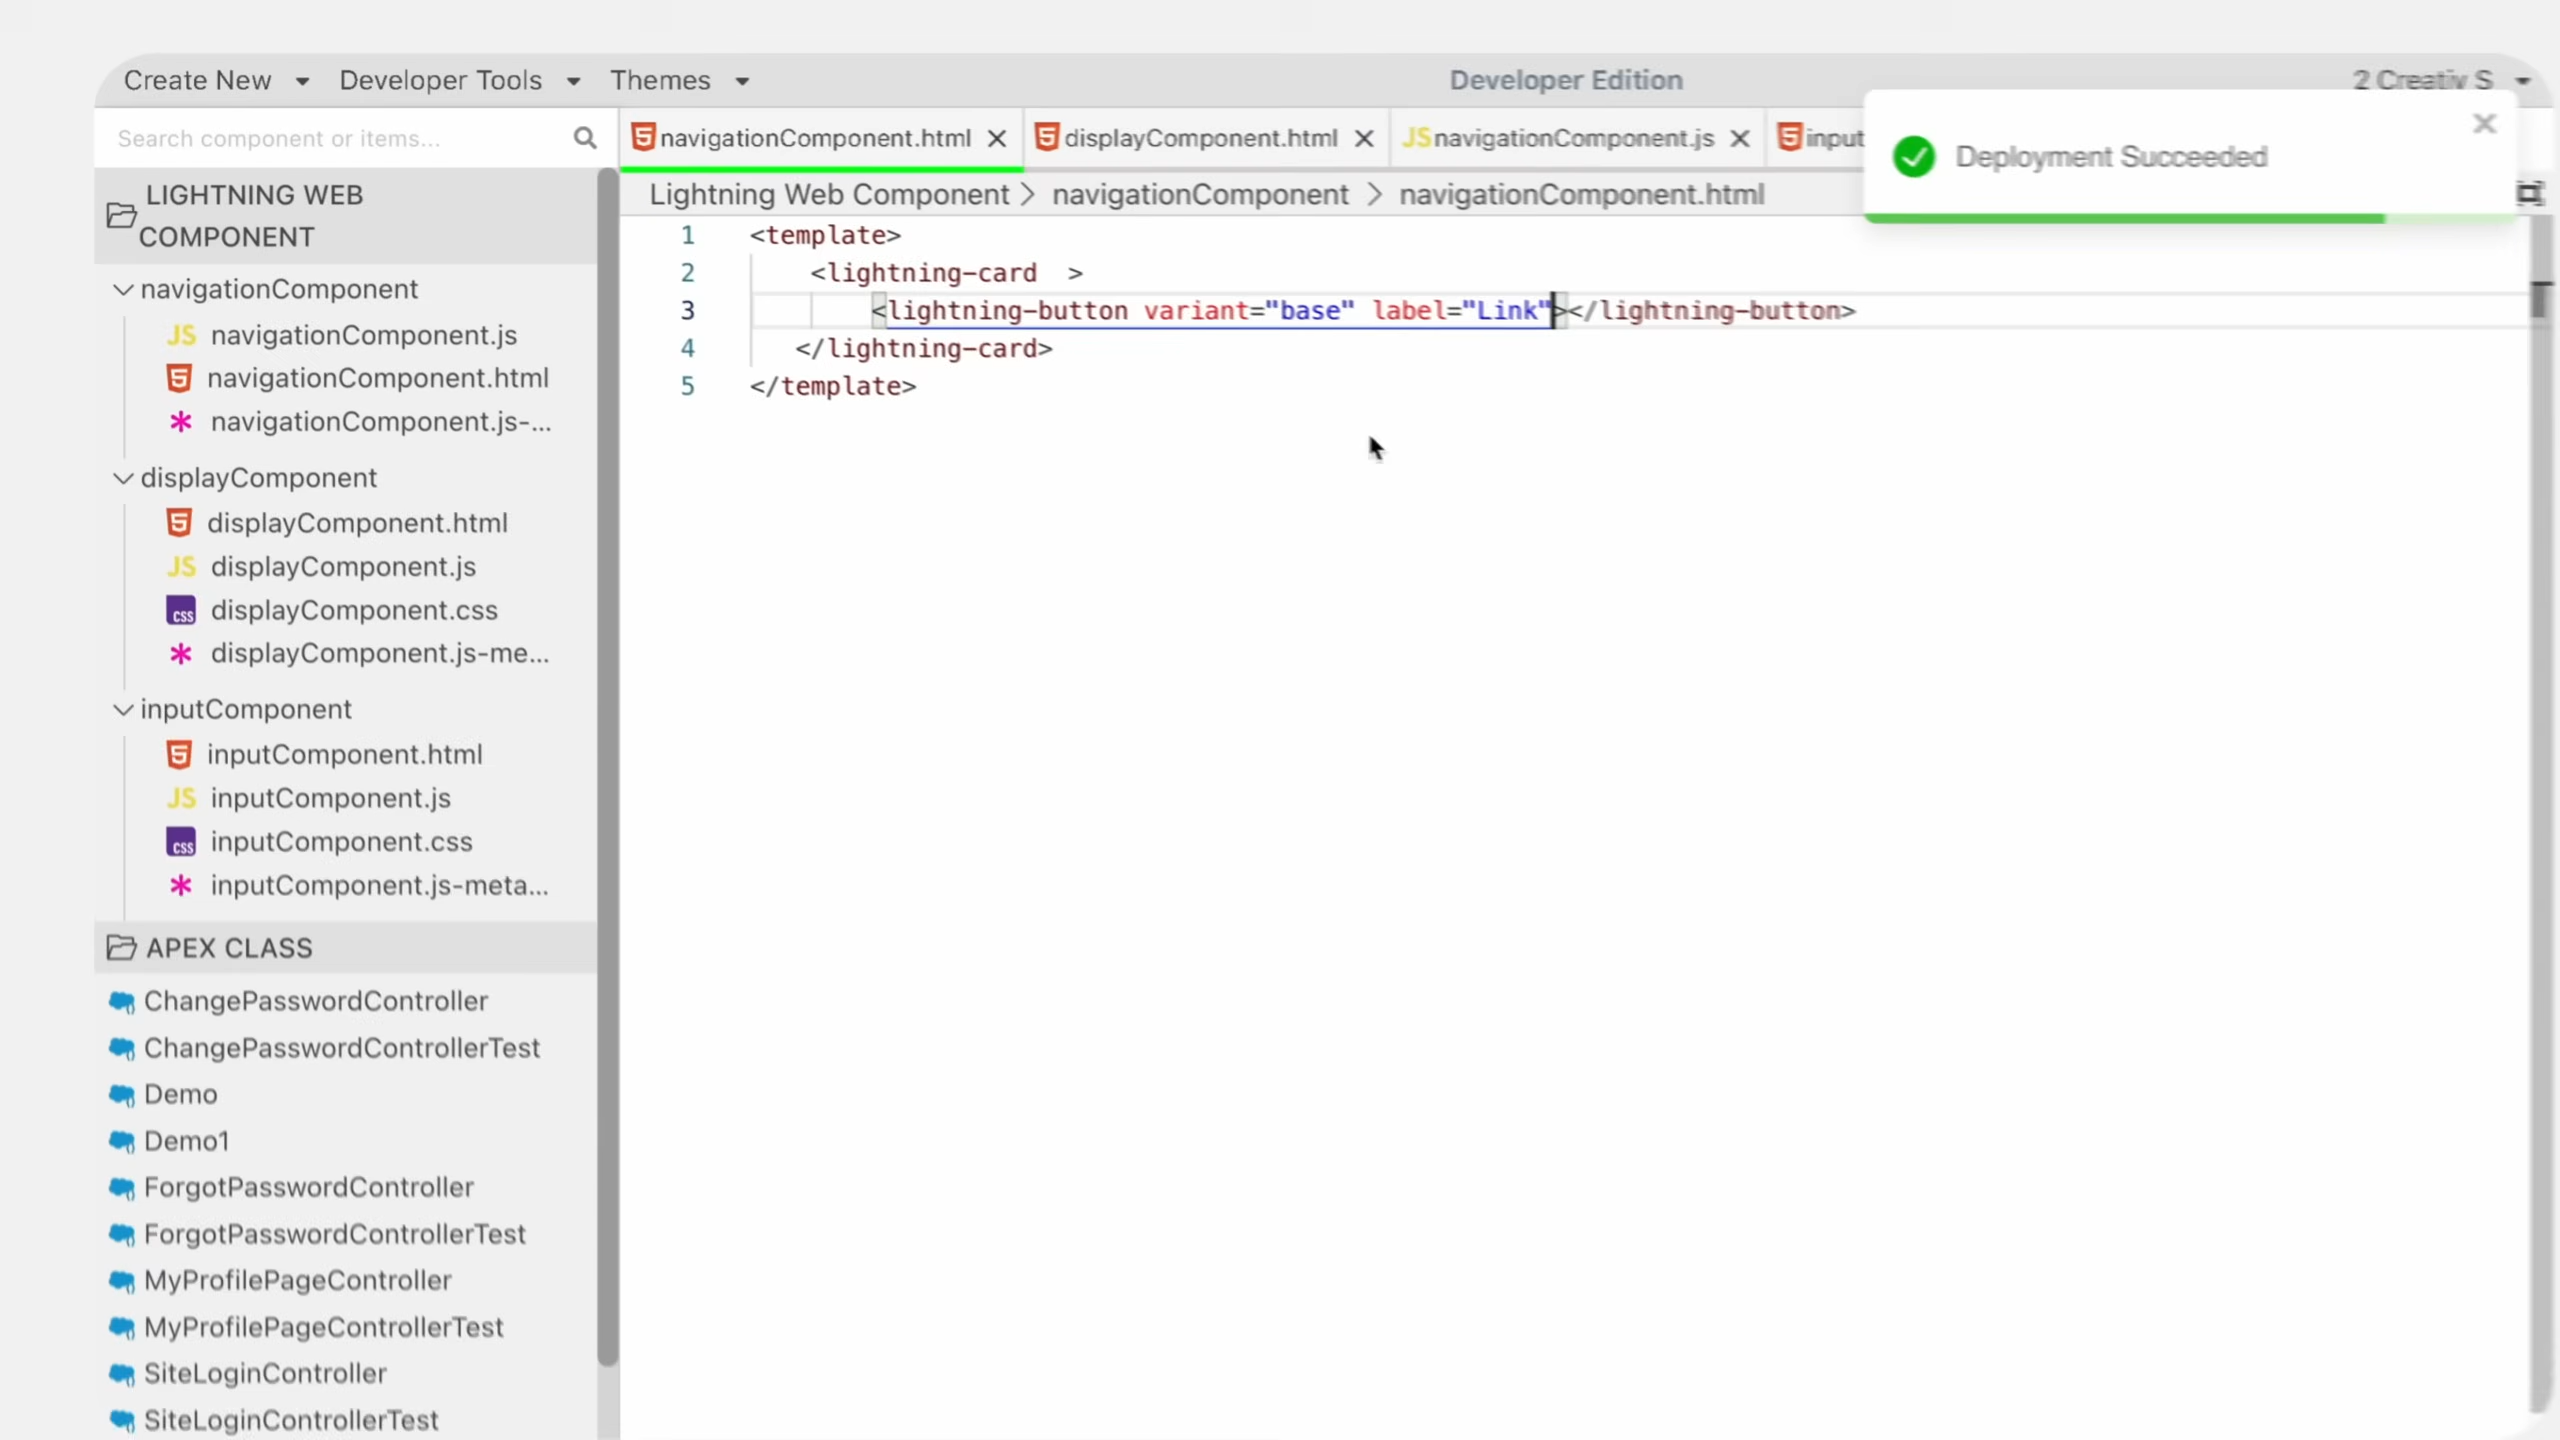 Create New Developer Tools Themes Developer Edition 2 Creativ S
Search component or items...
navigationComponent.html displayComponent.html JS navigationComponent.js input
Deployment Succeeded
Lightning Web Component > navigationComponent > navigationComponent.html
LIGHTNING WEB
COMPONENT
navigationComponent
JS navigationComponent.js
navigationComponent.html
navigationComponent.js-...
displayComponent
displayComponent.html
JS displayComponent.js
css displayComponent.css
displayComponent.js-me...
inputComponent
inputComponent.html
JS inputComponent.js
css inputComponent.css
inputComponent.js-meta...
APEX CLASS
ChangePasswordController
ChangePasswordControllerTest
Demo
Demo1
ForgotPasswordController
ForgotPasswordControllerTest
MyProfilePageController
MyProfilePageControllerTest
SiteLoginController
SiteLoginControllerTest
1 <template>
2 <lightning-card >
3 <lightning-button variant="base" label="Link"></lightning-button>
4 </lightning-card>
5 </template>